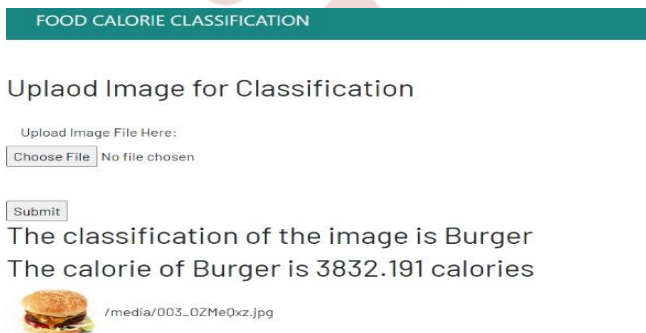 FOOD CALORIE CLASSIFICATION
Uplaod Image for Classification
Upload Image File Here:
Choose File No file chosen
Submit
The classification of the image is Burger
The calorie of Burger is 3832.191 calories
/media/003_OZMeQxz.jpg